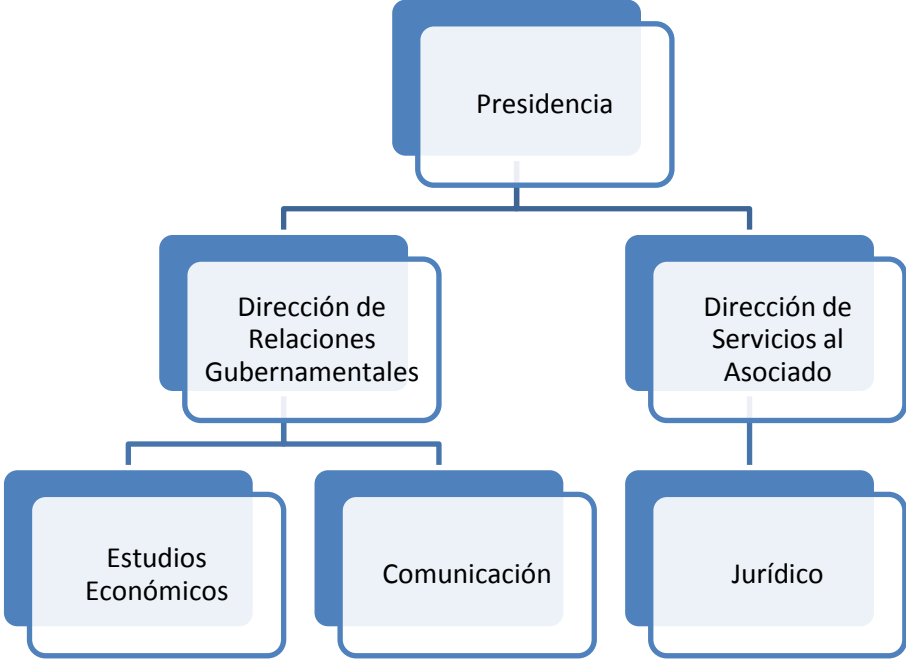 Presidencia
Dirección de
Relaciones
Gubernamentales
Dirección de
Servicios al
Asociado
Estudios
Económicos
Comunicación
Jurídico